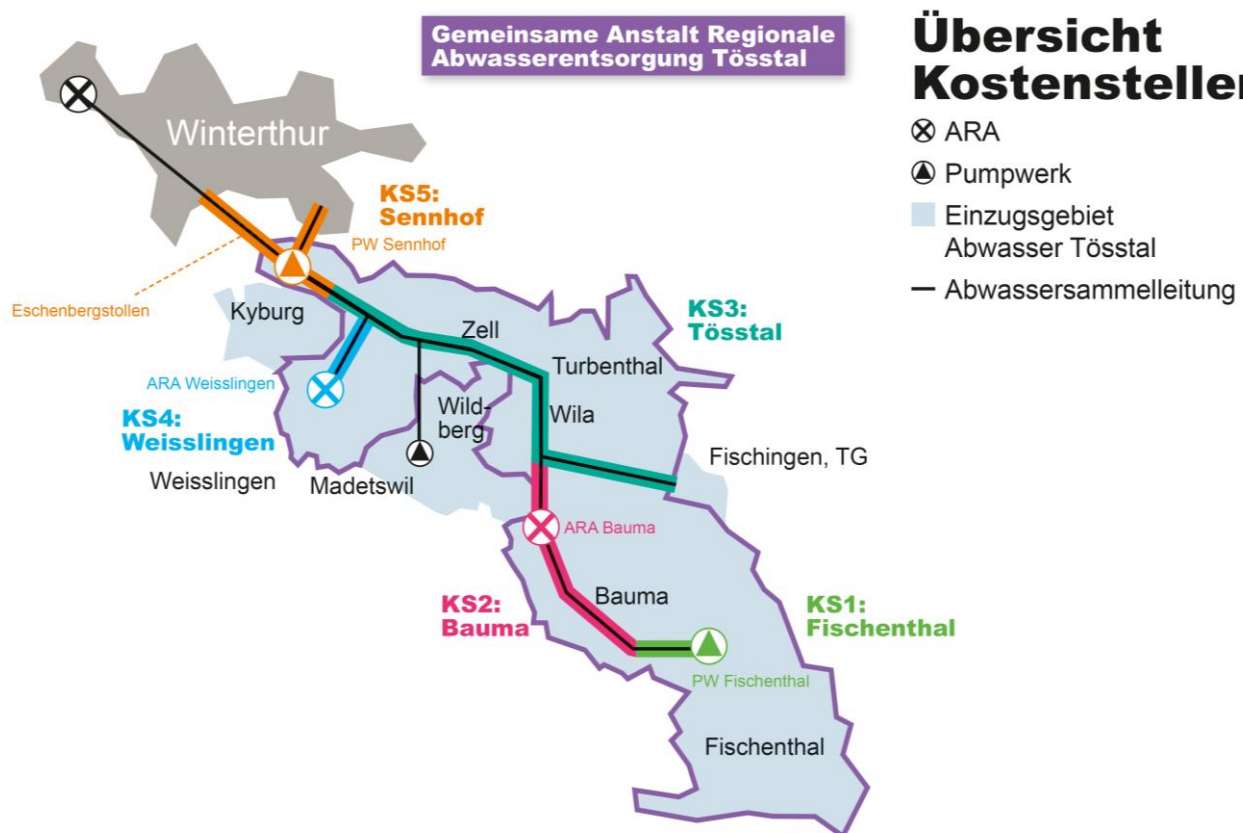 Gemeinsame Anstalt Regionale
Abwasserentsorgung Tösstal
Übersicht
Kostenstellen
ARA
Pumpwerk
Einzugsgebiet
Abwasser Tösstal
Abwassersammelleitung
Winterthur
KS5:
Sennhof
PW Sennhof
Eschenbergstollen
Kyburg
KS3:
Tösstal
Zell
Turbenthal
ARA Weisslingen
KS4:
Weisslingen
Wild-
berg
Wila
Weisslingen
Madetswil
Fischingen, TG
ARA Bauma
KS2:
Bauma
Bauma
KS1:
Fischenthal
PW Fischenthal
Fischenthal